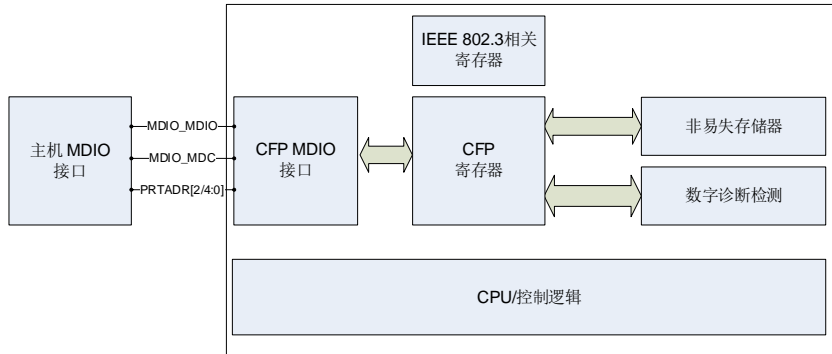 IEEE 802.3相关
寄存器
主机 MDIO
接口
MDIO_MDIO
MDIO_MDC
PRTADR[2/4:0]
CFP MDIO
接口
CFP
寄存器
非易失存储器
数字诊断检测
CPU/控制逻辑